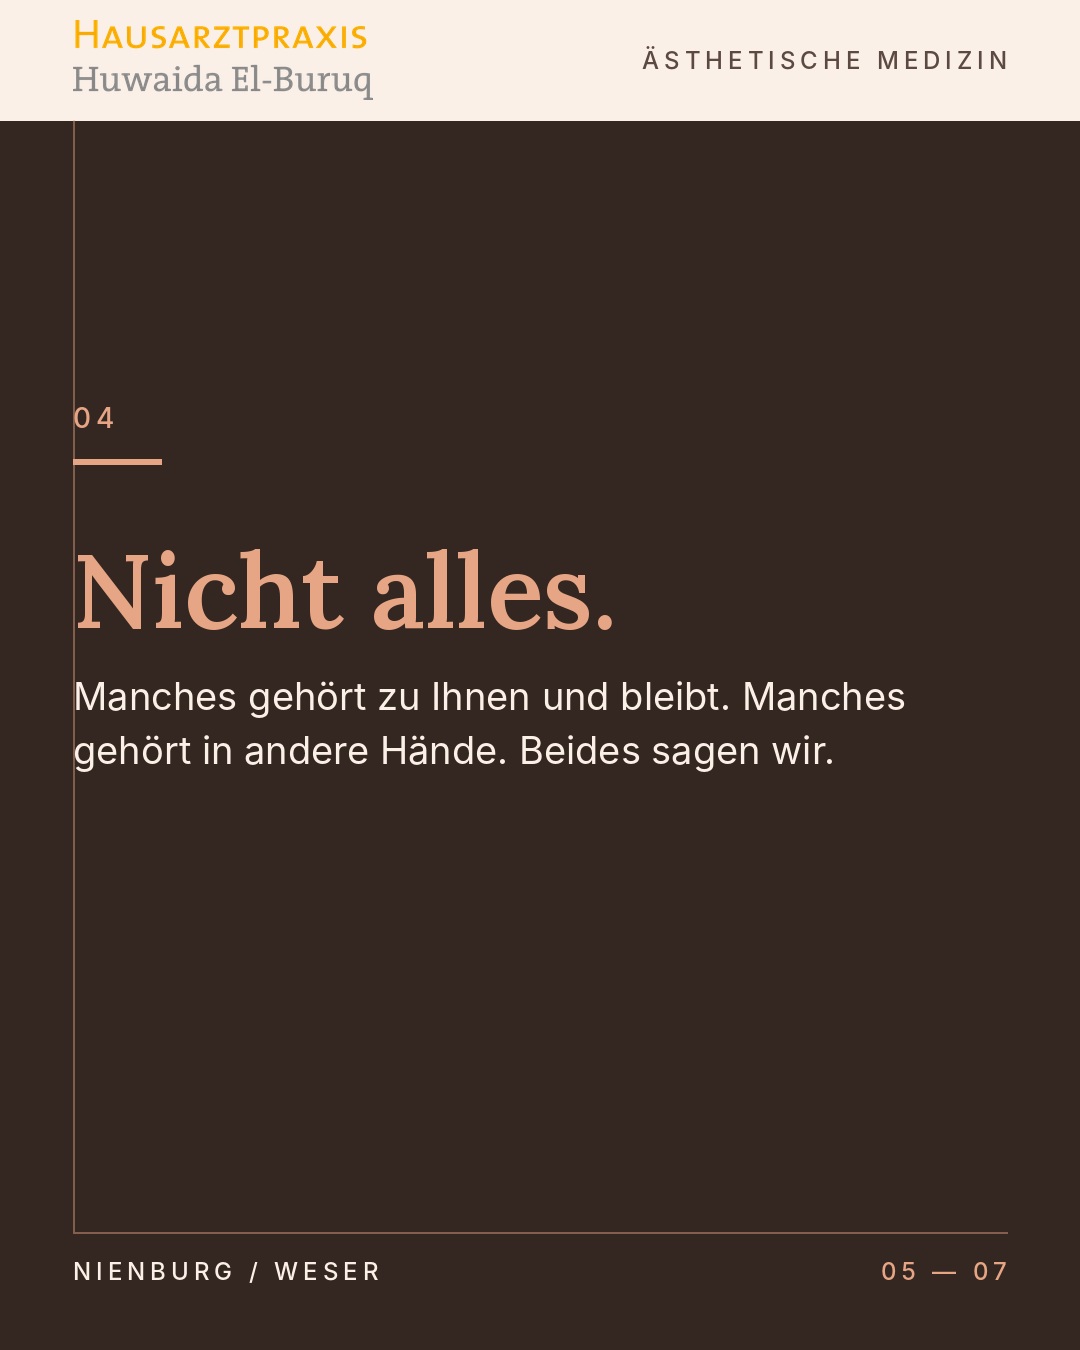 HAUSARZTPRAXIS
Huwaida El-Buruq
ÄSTHETISCHE MEDIZIN
04
Nicht alles.
Manches gehört zu Ihnen und bleibt. Manches
gehört in andere Hände. Beides sagen wir.
NIENBURG / WESER
05 — 07